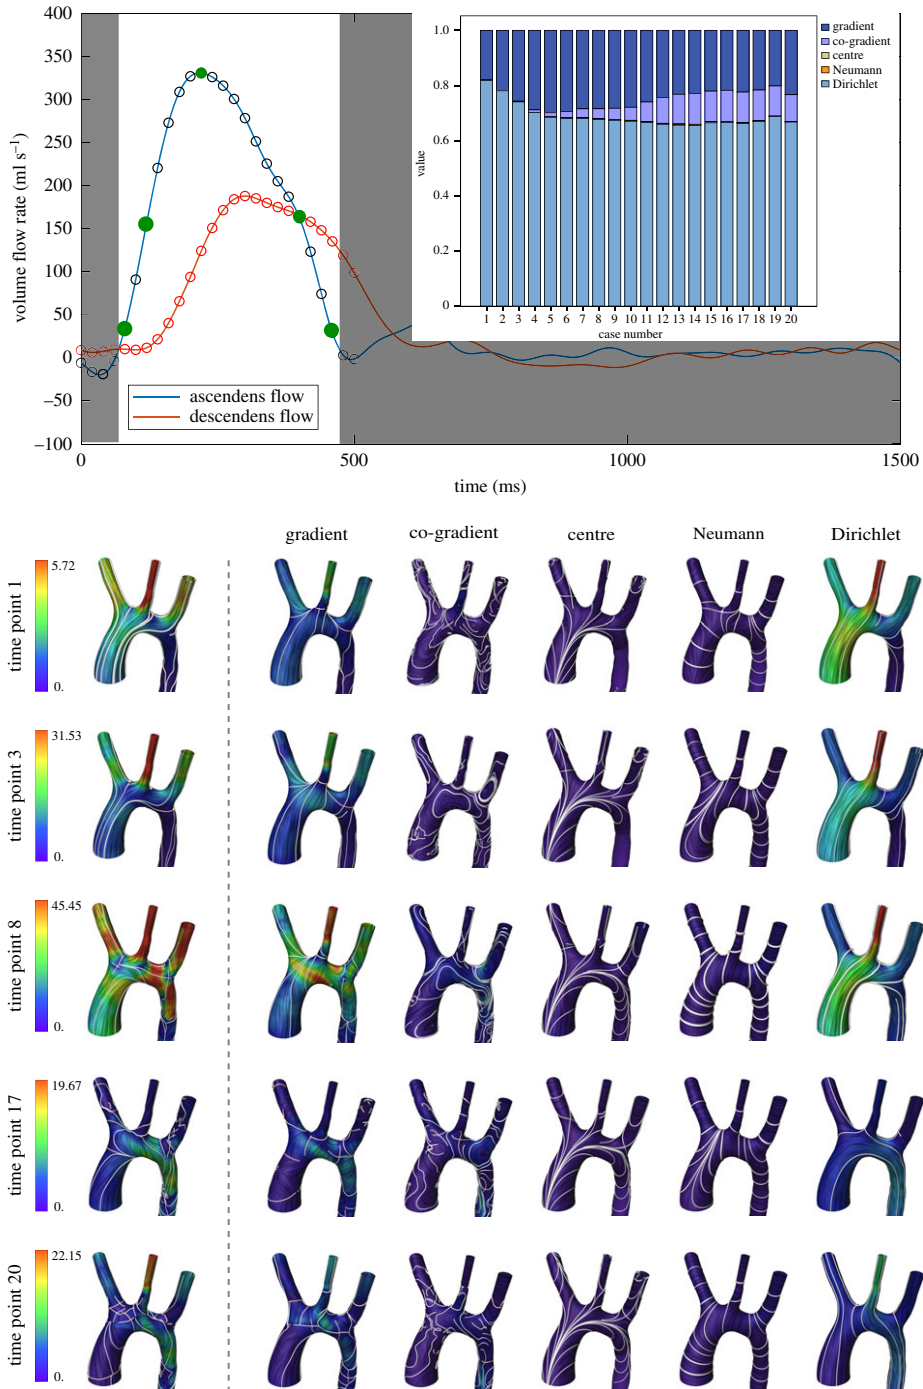 400
350
300
250
200
150
100
50
0
−50
−100
volume flow rate (ml s⁻¹)
0
500
1000
1500
time (ms)
ascendens flow
descendens flow
1.0
0.8
0.6
0.4
0.2
0
value
1 2 3 4 5 6 7 8 9 10 11 12 13 14 15 16 17 18 19 20
case number
gradient
co-gradient
centre
Neumann
Dirichlet
gradient co-gradient centre Neumann Dirichlet
time point 1
5.72
0.
time point 3
31.53
0.
time point 8
45.45
0.
time point 17
19.67
0.
time point 20
22.15
0.